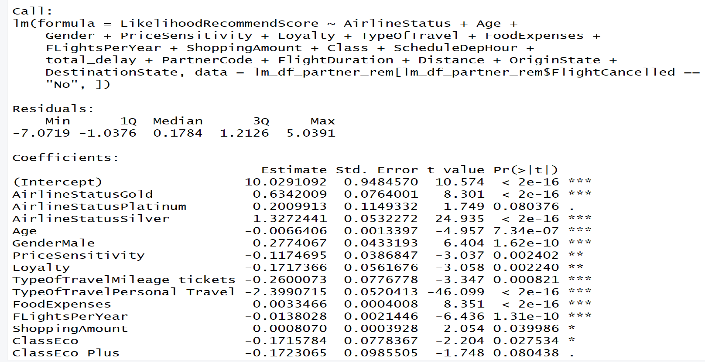 Call:
lm(formula = LikelihoodRecommendScore ~ AirlineStatus + Age +
Gender + PriceSensitivity + Loyalty + TypeOfTravel + FoodExpenses +
FLightsPerYear + ShoppingAmount + Class + ScheduleDepHour +
total_delay + PartnerCode + FlightDuration + Distance + OriginState +
DestinationState, data = lm_df_partner_rem[lm_df_partner_rem$FlightCancelled ==
"No", ])
Residuals:
Min 1Q Median 3Q Max
-7.0719 -1.0376 0.1784 1.2126 5.0391
Coefficients:
Estimate Std. Error t value Pr(>|t|)
(Intercept) 10.0291092 0.9484570 10.574 < 2e-16 ***
AirlineStatusGold 0.6342009 0.0764001 8.301 < 2e-16 ***
AirlineStatusPlatinum 0.2009913 0.1149332 1.749 0.080376 .
AirlineStatusSilver 1.3272441 0.0532272 24.935 < 2e-16 ***
Age -0.0066406 0.0013397 -4.957 7.34e-07 ***
GenderMale 0.2774067 0.0433193 6.404 1.62e-10 ***
PriceSensitivity -0.1174695 0.0386847 -3.037 0.002402 **
Loyalty -0.1717366 0.0561676 -3.058 0.002240 **
TypeOfTravelMileage tickets -0.2600073 0.0776778 -3.347 0.000821 ***
TypeOfTravelPersonal Travel -2.3990715 0.0520413 -46.099 < 2e-16 ***
FoodExpenses 0.0033466 0.0004008 8.351 < 2e-16 ***
FLightsPerYear -0.0138028 0.0021446 -6.436 1.31e-10 ***
ShoppingAmount 0.0008070 0.0003928 2.054 0.039986 *
ClassEco -0.1715784 0.0778367 -2.204 0.027534 *
ClassEco Plus -0.1723065 0.0985505 -1.748 0.080438 .